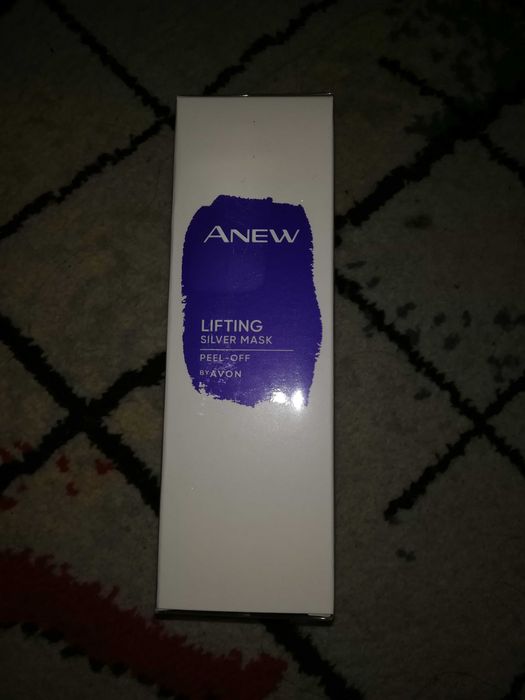 ANEW
LIFTING
SILVER MASK
PEEL-OFF
BY AVON